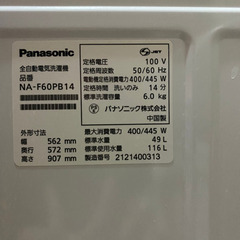 Panasonic
JET
全自動電気洗濯機
品番
NA-F60PB14
定格電圧 100 V
定格周波数 50/60 Hz
電動機定格消費電力 400/445 W
定格時間 洗いのみ 14 分
標準洗濯容量 6.0 kg
パナソニック株式会社
中国製
外形寸法
幅 562 mm
奥行 572 mm
高さ 907 mm
最大消費電力 400/445 W
標準水量 49 L
標準使用水量 116 L
製造番号 2121400313